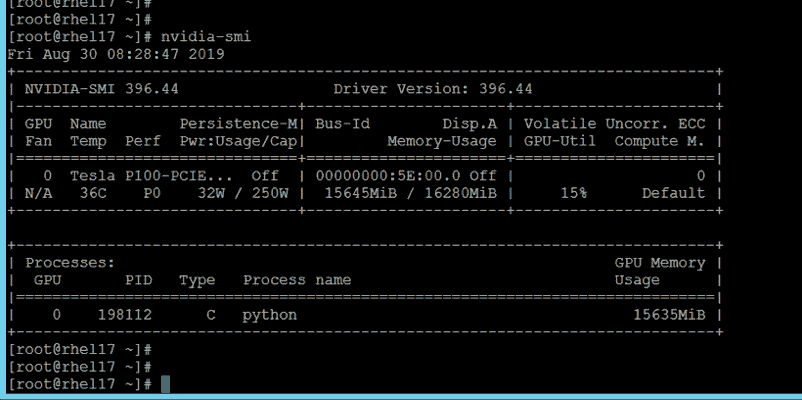 [root@rhel17 ~]#
[root@rhel17 ~]#
[root@rhel17 ~]# nvidia-smi
Fri Aug 30 08:28:47 2019
+-----------------------------------------------------------------------------+
| NVIDIA-SMI 396.44                 Driver Version: 396.44                    |
|-------------------------------+----------------------+----------------------+
| GPU  Name        Persistence-M| Bus-Id        Disp.A | Volatile Uncorr. ECC |
| Fan  Temp  Perf  Pwr:Usage/Cap|         Memory-Usage | GPU-Util  Compute M. |
|===============================+======================+======================|
|   0  Tesla P100-PCIE...  Off  | 00000000:5E:00.0 Off |                    0 |
| N/A   36C    P0    32W / 250W |  15645MiB / 16280MiB |     15%      Default |
+-------------------------------+----------------------+----------------------+
+-----------------------------------------------------------------------------+
| Processes:                                                       GPU Memory |
|  GPU       PID   Type   Process name                             Usage      |
|=============================================================================|
|    0    198112      C   python                                     15635MiB |
+-----------------------------------------------------------------------------+
[root@rhel17 ~]#
[root@rhel17 ~]#
[root@rhel17 ~]#